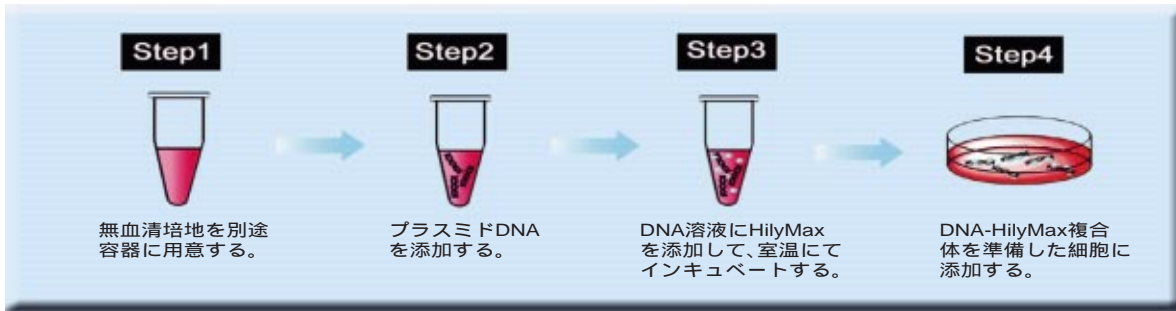 Step1
無血清培地を別途
容器に用意する。
Step2
プラスミドDNA
を添加する。
Step3
DNA溶液にHilyMax
を添加して、室温にて
インキュベートする。
Step4
DNA-HilyMax複合
体を準備した細胞に
添加する。